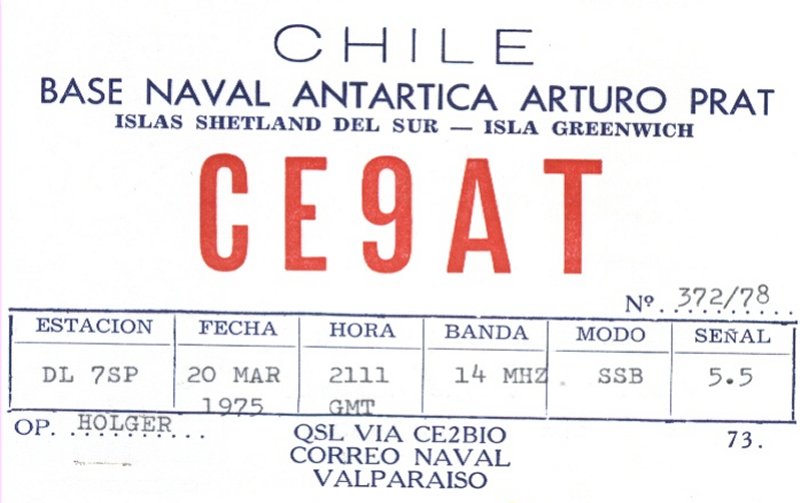 CHILE
BASE NAVAL ANTARTICA ARTURO PRAT
ISLAS SHETLAND DEL SUR — ISLA GREENWICH
CE9AT
Nº. 372/78
ESTACION FECHA HORA BANDA MODO SEÑAL
DL 7SP 20 MAR 2111 14 MHZ. SSB 5.5
1975 GMT
OP. HOLGER
QSL VIA CE2BIO 73.
CORREO NAVAL
VALPARAISO